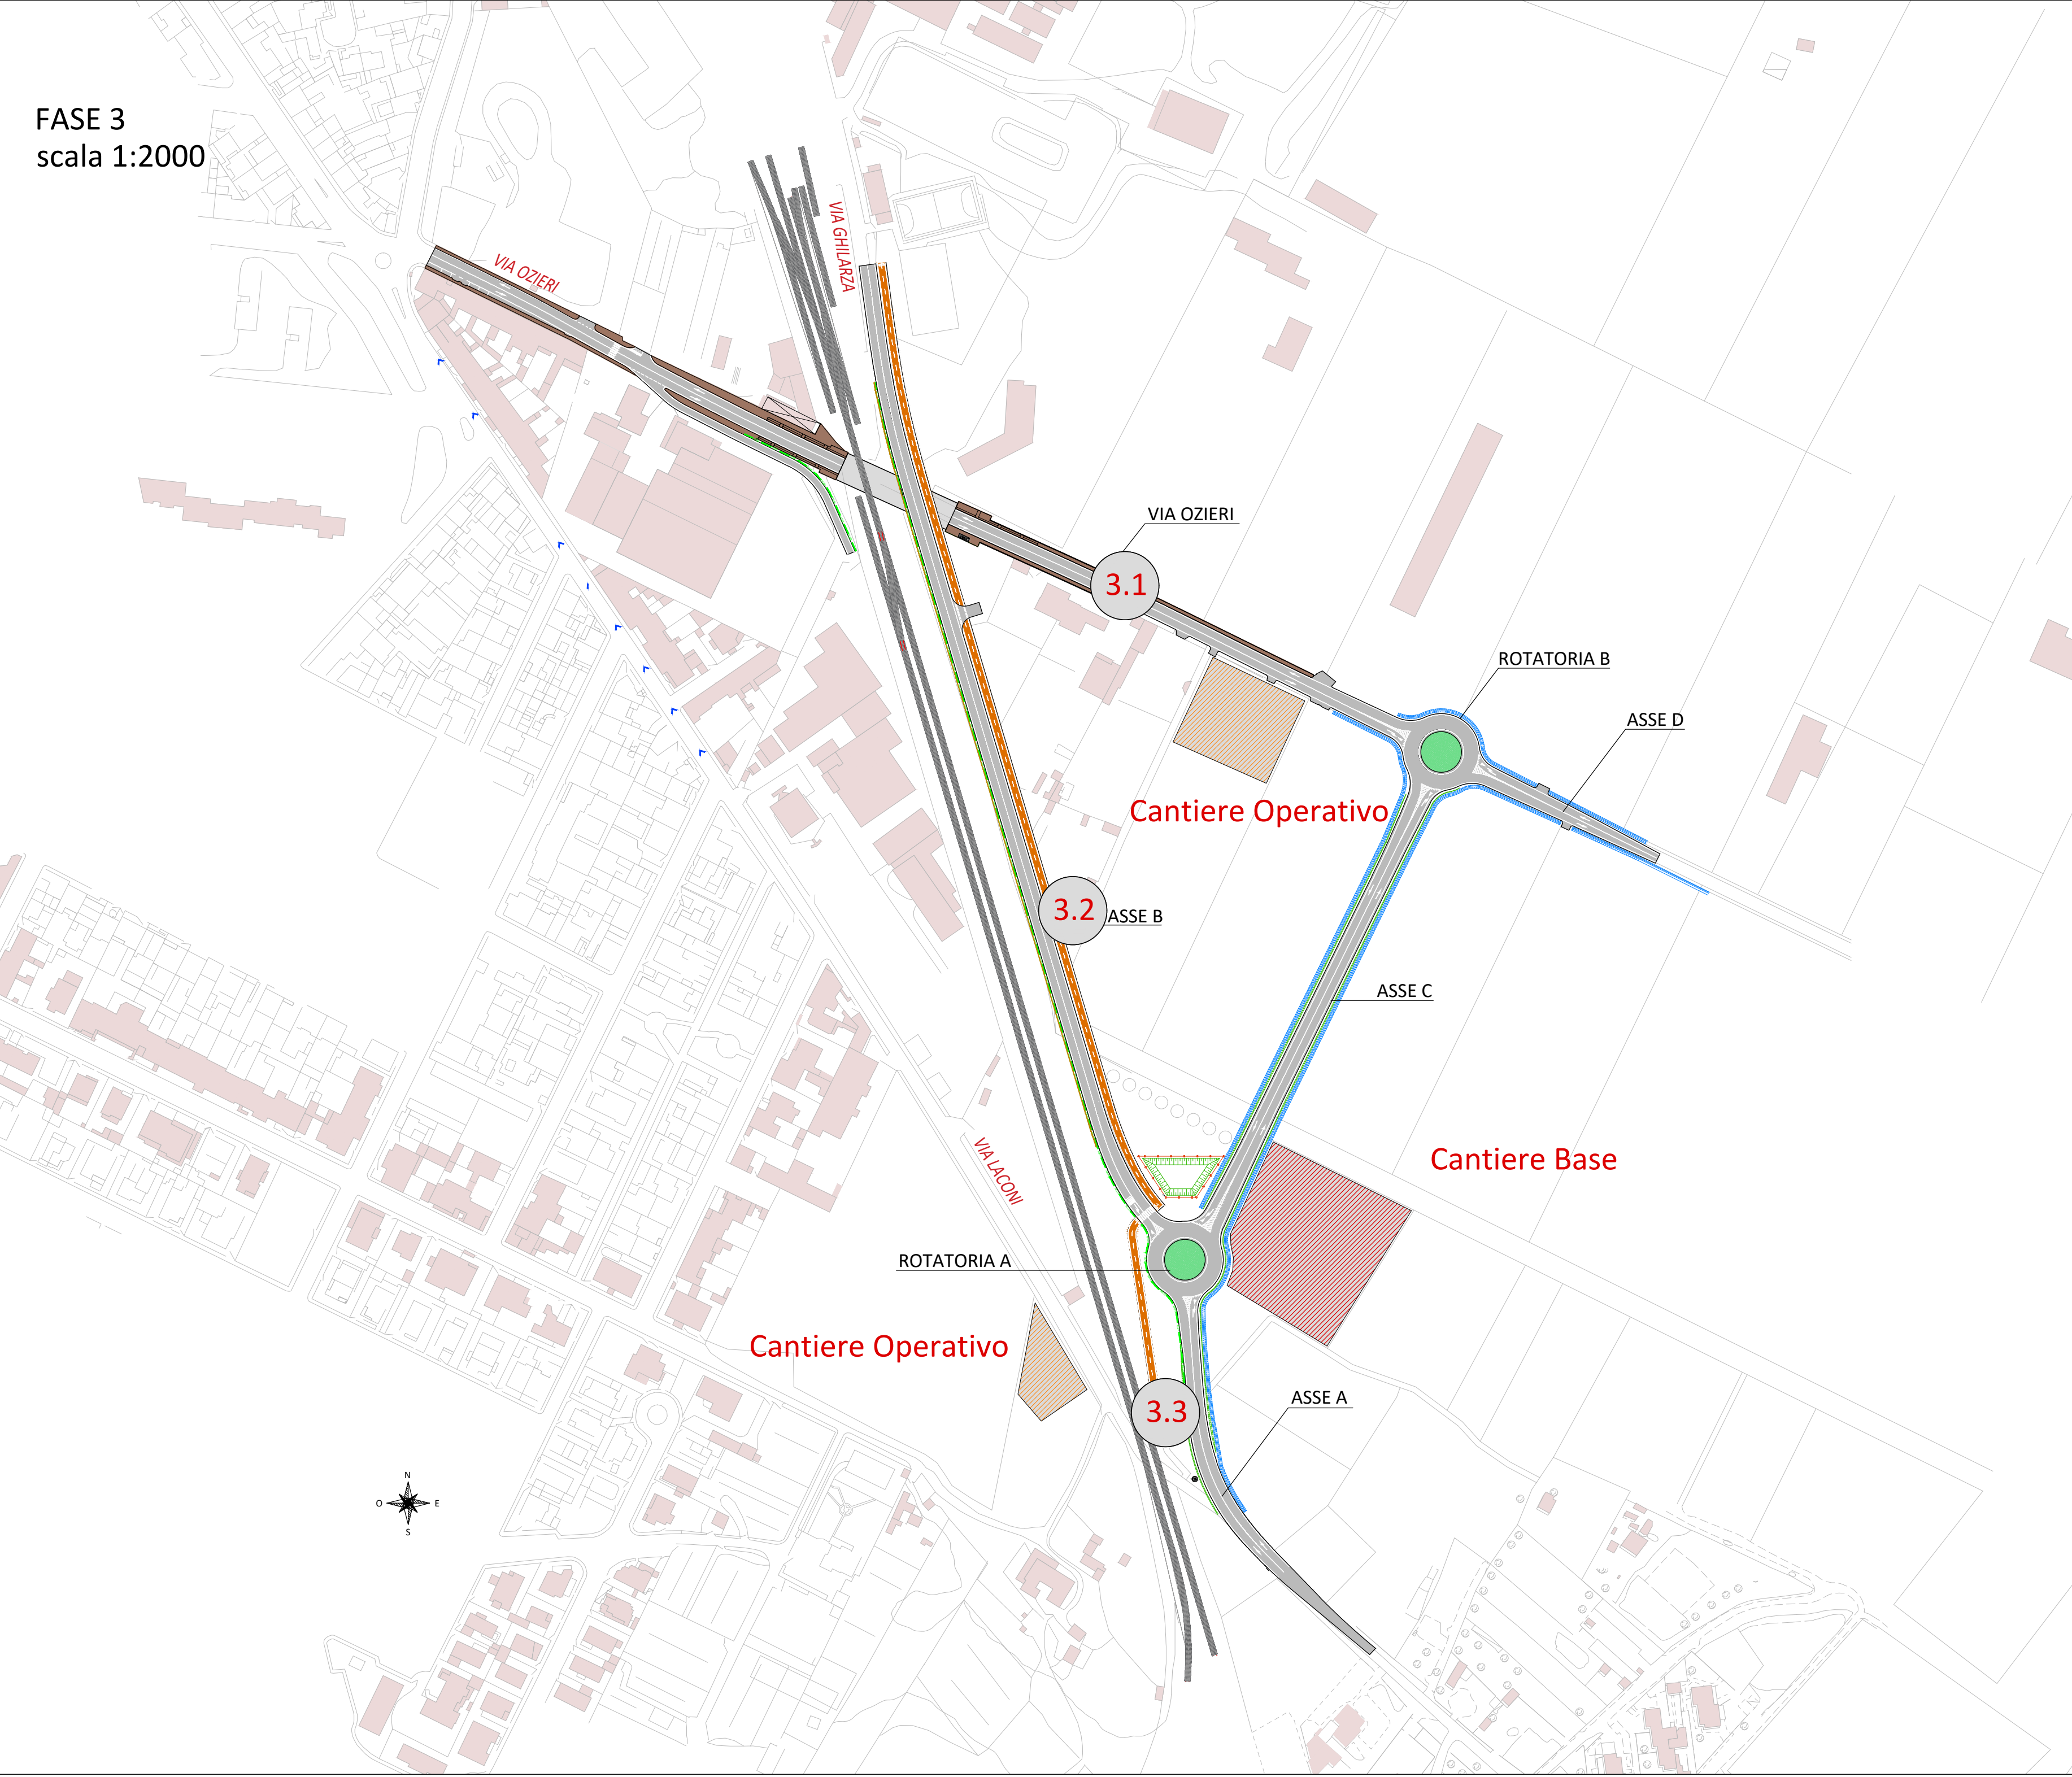 FASE 3
scala 1:2000
VIA GHILARZA
VIA OZIERI
VIA OZIERI
3.1
ROTATORIA B
ASSE D
Cantiere Operativo
3.2
ASSE B
ASSE C
VIA LACONI
Cantiere Base
ROTATORIA A
Cantiere Operativo
ASSE A
3.3
N
O
E
S